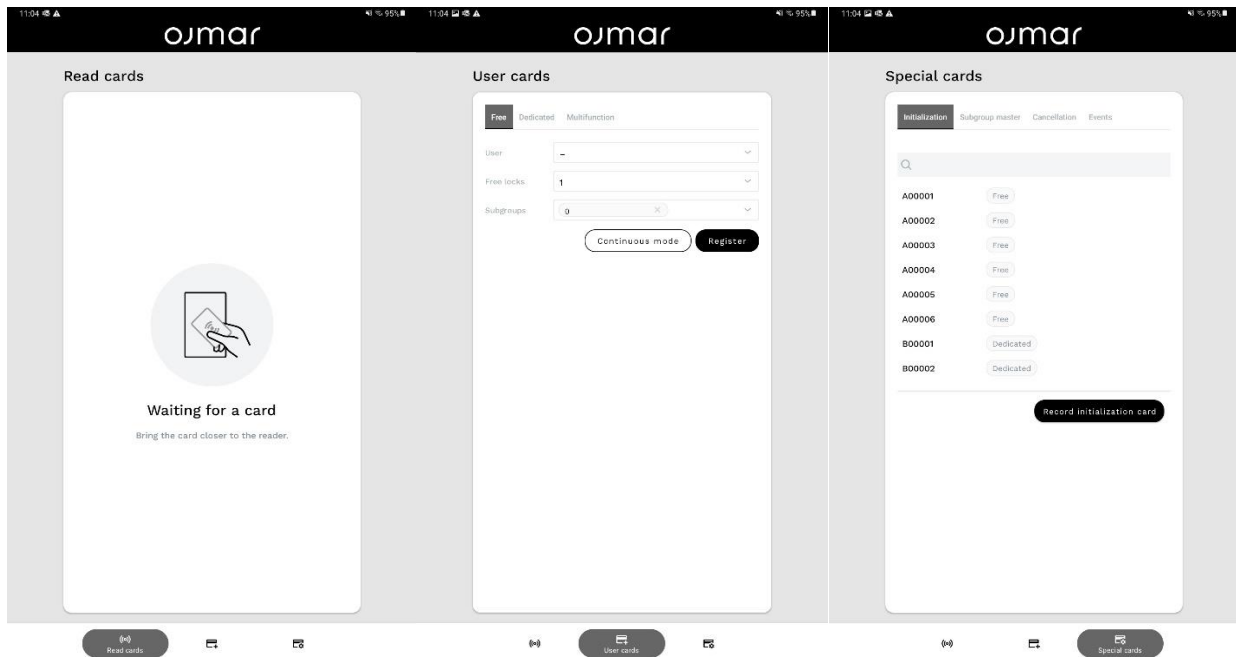 11:04
95%
ojmar
Read cards
Waiting for a card
Bring the card closer to the reader.
Read cards
11:04
95%
ojmar
User cards
Free Dedicated Multifunction
User –
Free locks 1
Subgroups 0
Continuous mode Register
User cards
11:04
95%
ojmar
Special cards
Initialization Subgroup master Cancellation Events
A00001 Free
A00002 Free
A00003 Free
A00004 Free
A00005 Free
A00006 Free
B00001 Dedicated
B00002 Dedicated
Record initialization card
Special cards